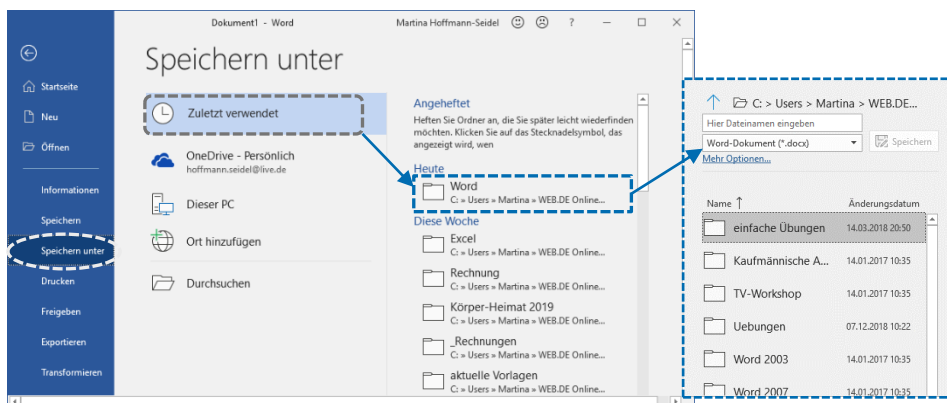 Dokument1 - Word
Martina Hoffmann-Seidel
?
Startseite
Neu
Öffnen
Informationen
Speichern
Speichern unter
Drucken
Freigeben
Exportieren
Transformieren
Speichern unter
Zuletzt verwendet
OneDrive - Persönlich
hoffmann.seidel@live.de
Dieser PC
Ort hinzufügen
Durchsuchen
Angeheftet
Heften Sie Ordner an, die Sie später leicht wiederfinden
möchten. Klicken Sie auf das Stecknadelsymbol, das
angezeigt wird, wen
Heute
Word
C: » Users » Martina » WEB.DE Online...
Diese Woche
Excel
C: » Users » Martina » WEB.DE Online...
Rechnung
C: » Users » Martina » WEB.DE Online...
Körper-Heimat 2019
C: » Users » Martina » WEB.DE Online...
_Rechnungen
C: » Users » Martina » WEB.DE Online...
aktuelle Vorlagen
C: » Users » Martina » WEB.DE Online...
C: > Users > Martina > WEB.DE...
Hier Dateinamen eingeben
Word-Dokument (*.docx)
Speichern
Mehr Optionen...
Name ↑ Änderungsdatum
einfache Übungen 14.03.2018 20:50
Kaufmännische A... 14.01.2017 10:35
TV-Workshop 14.01.2017 10:35
Uebungen 07.12.2018 10:22
Word 2003 14.01.2017 10:35
Word 2007 14.01.2017 10:35